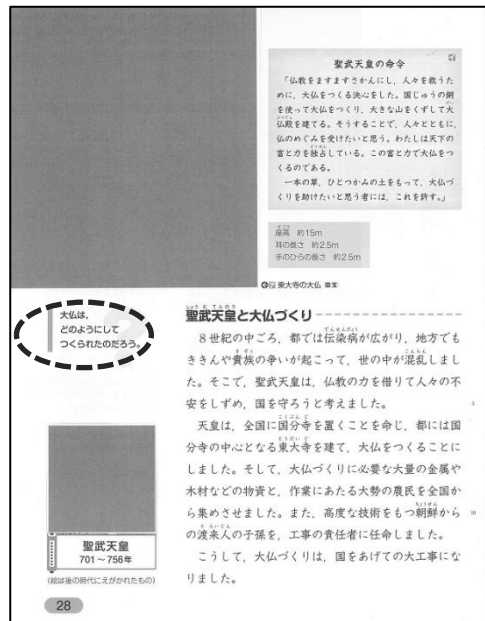 聖武天皇の命令
「仏教をますますさかんにし、人々を救うた
めに、大仏をつくる決心をした。国じゅうの銅
を使って大仏をつくり、大きな山をくずして大
仏殿を建てる。そうすることで、人々とともに、
仏のめぐみを受けたいと思う。わたしは天下の
富と力を独占している。この富と力で大仏をつ
くるのである。
一本の草、ひとつかみの土をもって、大仏づ
くりを助けたいと思う者には、これを許す。」
座高 約15m
耳の長さ 約2.5m
手のひらの長さ 約2.5m
東大寺の大仏 国宝
大仏は、
どのようにして
つくられたのだろう。
聖武天皇と大仏づくり
8世紀の中ごろ、都では伝染病が広がり、地方でも
ききんや貴族の争いが起こって、世の中が混乱しまし
た。そこで、聖武天皇は、仏教の力を借りて人々の不
安をしずめ、国を守ろうと考えました。
天皇は、全国に国分寺を置くことを命じ、都には国
分寺の中心となる東大寺を建て、大仏をつくることに
しました。そして、大仏づくりに必要な大量の金属や
木材などの物資と、作業にあたる大勢の農民を全国か
ら集めさせました。また、高度な技術をもつ朝鮮から
の渡来人の子孫を、工事の責任者に任命しました。
こうして、大仏づくりは、国をあげての大工事にな
りました。
5
10
聖武天皇
701～756年
(絵は後の時代にえがかれたもの)
28